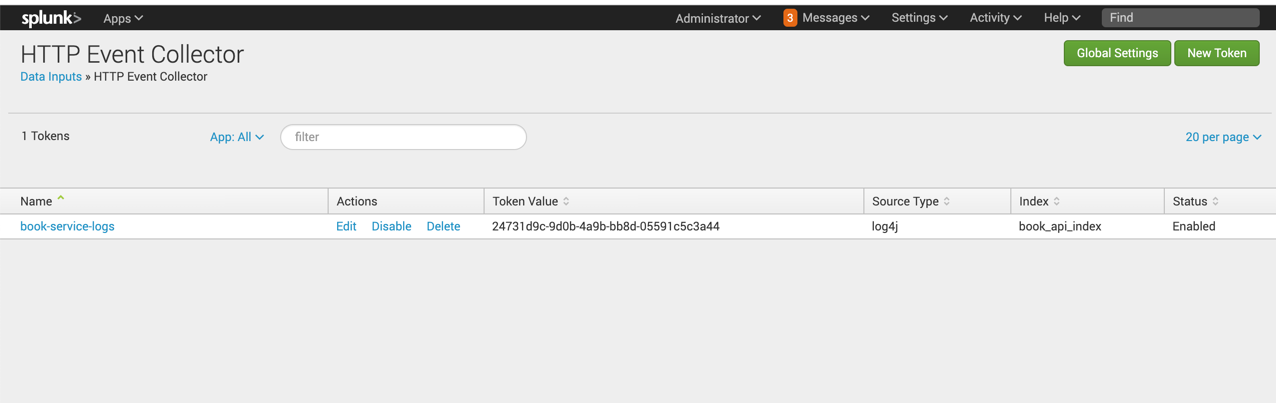 splunk> Apps Administrator 3 Messages Settings Activity Help Find
HTTP Event Collector
Global Settings New Token
Data Inputs » HTTP Event Collector
1 Tokens App: All filter 20 per page
Name Actions Token Value Source Type Index Status
book-service-logs Edit Disable Delete 24731d9c-9d0b-4a9b-bb8d-05591c5c3a44 log4j book_api_index Enabled